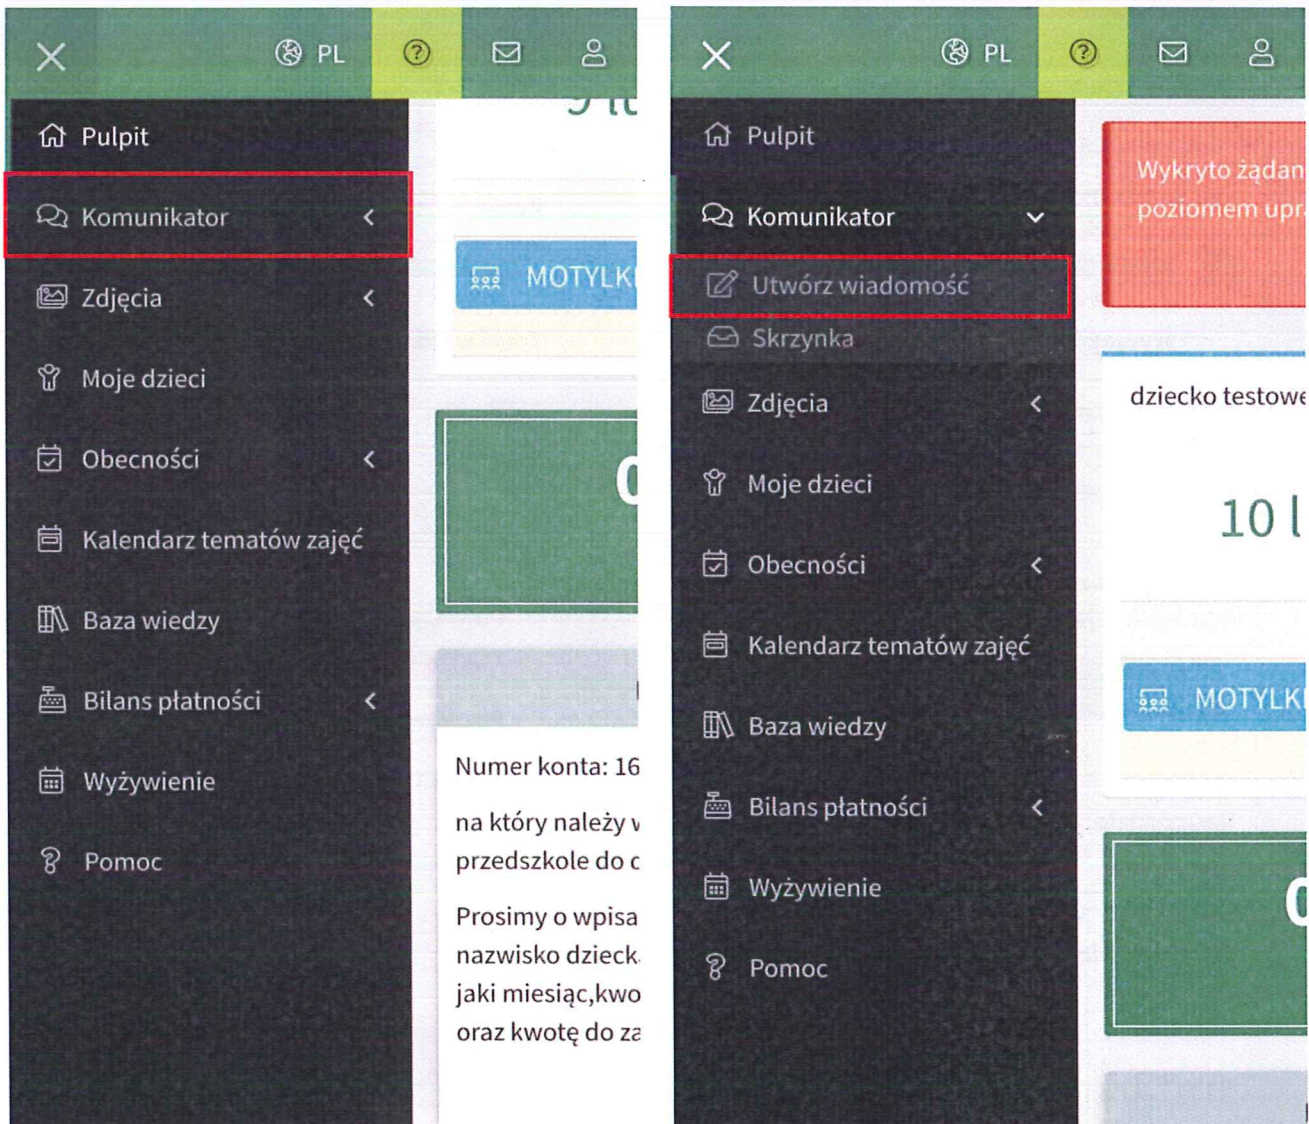 PL
Pulpit
Komunikator
Zdjęcia
Moje dzieci
Obecności
Kalendarz tematów zajęć
Baza wiedzy
Bilans płatności
Wyżywienie
Pomoc
MOTYLK
Numer konta: 16
na który należy
przedszkole do
Prosimy o wpisa
nazwisko dzieck
jaki miesiąc,kwo
oraz kwotę do za
PL
Pulpit
Komunikator
Utwórz wiadomość
Skrzynka
Zdjęcia
Moje dzieci
Obecności
Kalendarz tematów zajęć
Baza wiedzy
Bilans płatności
Wyżywienie
Pomoc
Wykryto żądan
poziomem upr
dziecko testowe
10 l
MOTYLK